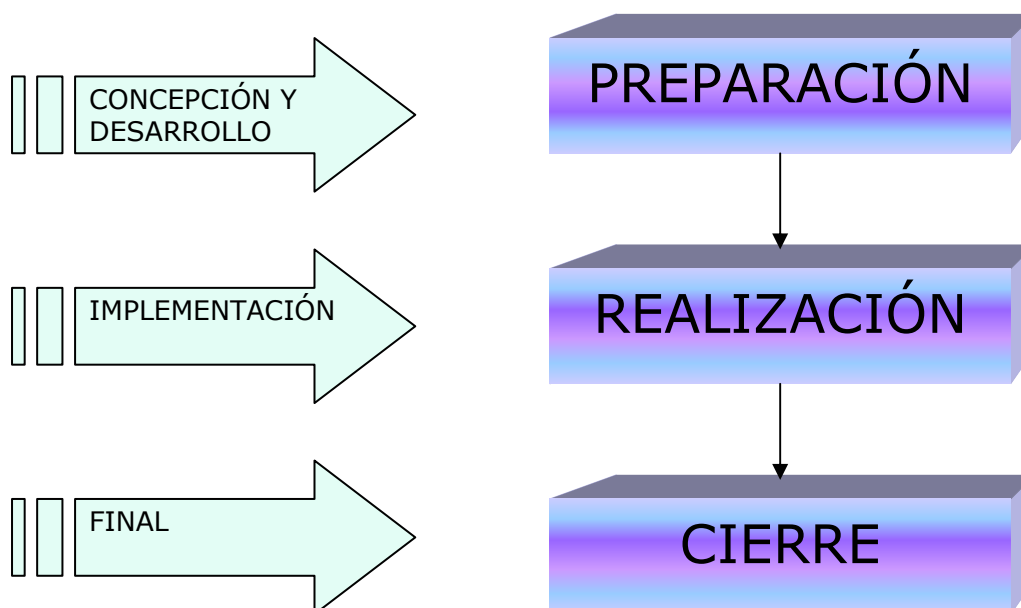 CONCEPCIÓN Y
DESARROLLO
PREPARACIÓN
IMPLEMENTACIÓN
REALIZACIÓN
FINAL
CIERRE